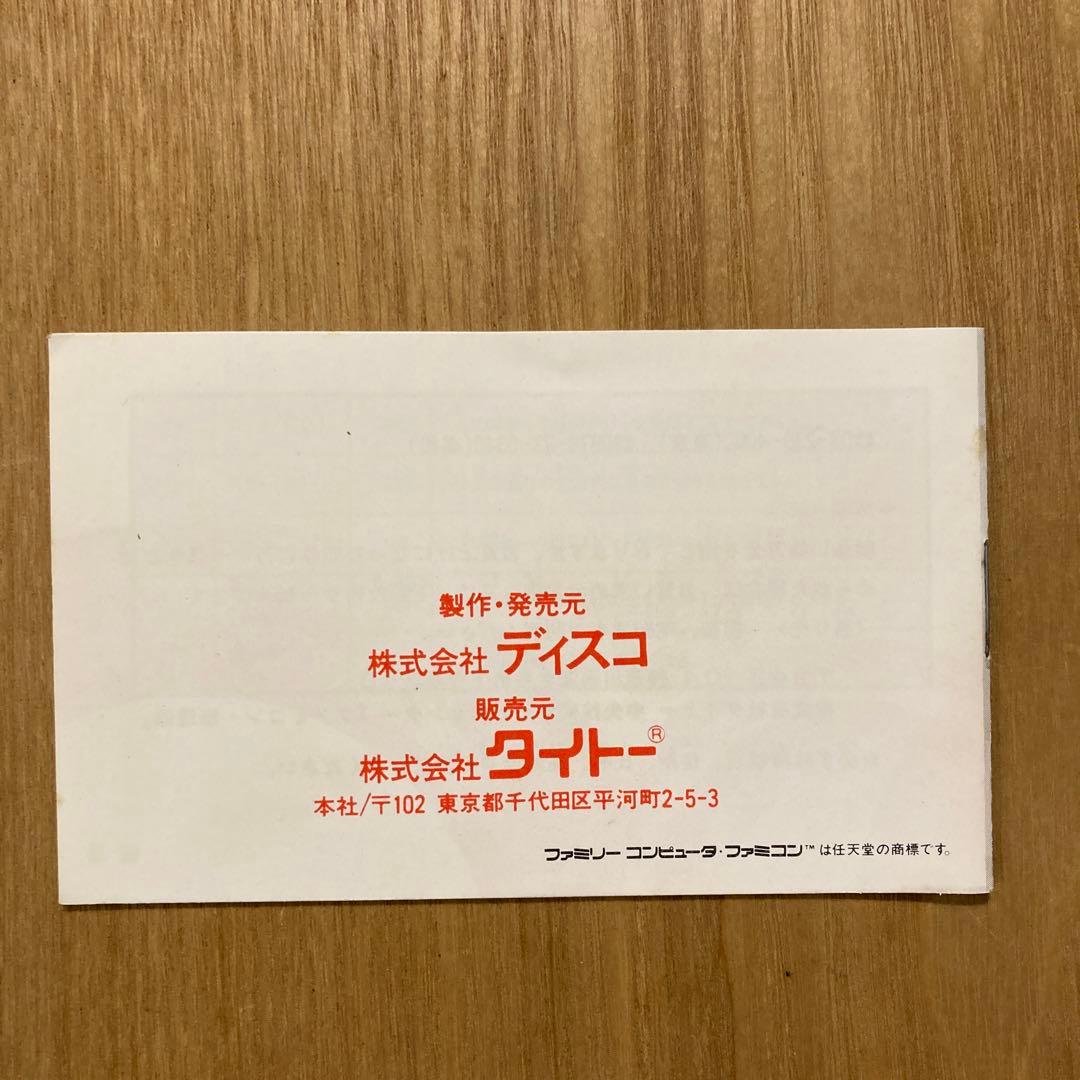 製作・発売元
株式会社 ディスコ
販売元
株式会社 タイトー®
本社/〒102 東京都千代田区平河町2-5-3
ファミリーコンピュータ・ファミコン™は任天堂の商標です。